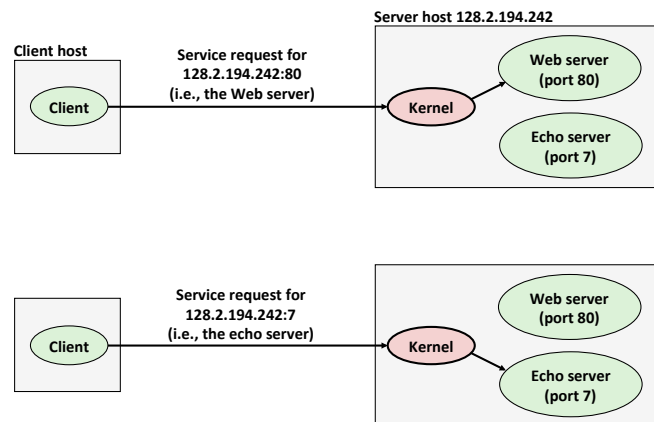 Server host 128.2.194.242
Client host
Service request for
128.2.194.242:80
(i.e., the Web server)
Client
Kernel
Web server
(port 80)
Echo server
(port 7)
Service request for
128.2.194.242:7
(i.e., the echo server)
Client
Kernel
Web server
(port 80)
Echo server
(port 7)